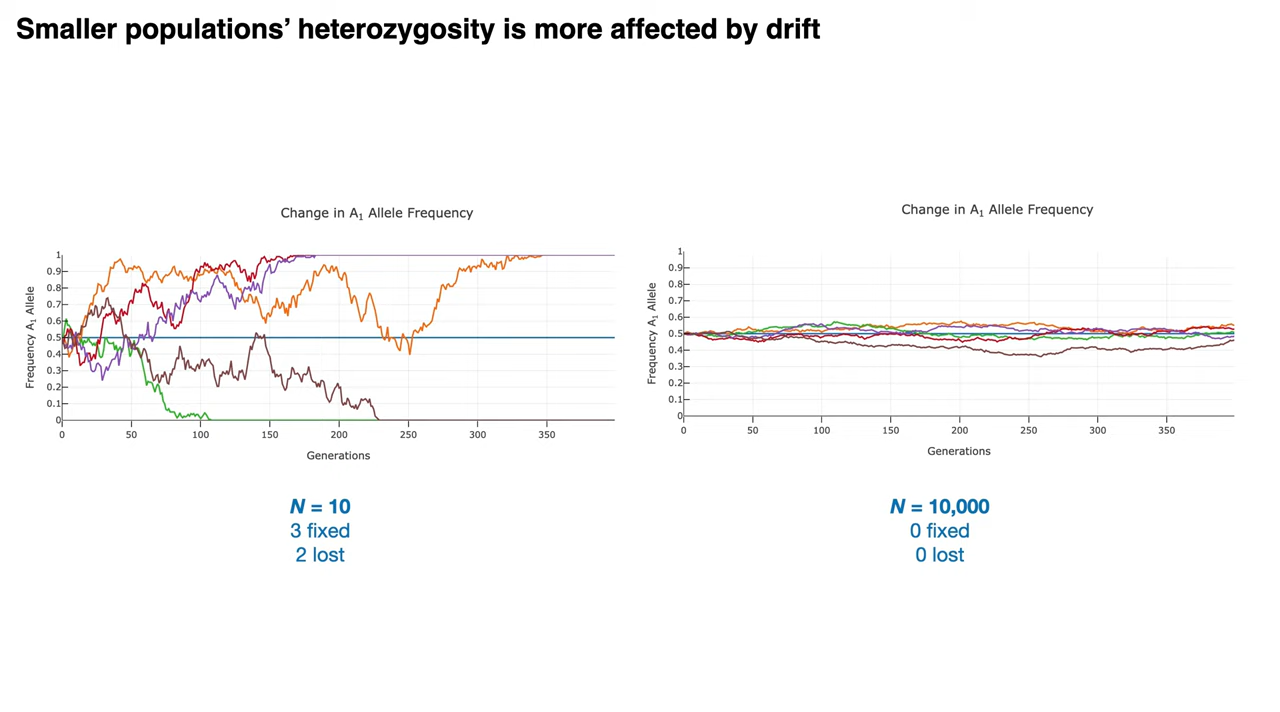 Smaller populations’ heterozygosity is more affected by drift
Change in A₁ Allele Frequency
Frequency A₁ Allele
1
0.9
0.8
0.7
0.6
0.5
0.4
0.3
0.2
0.1
0
0 50 100 150 200 250 300 350
Generations
N = 10
3 fixed
2 lost
Change in A₁ Allele Frequency
Frequency A₁ Allele
1
0.9
0.8
0.7
0.6
0.5
0.4
0.3
0.2
0.1
0
0 50 100 150 200 250 300 350
Generations
N = 10,000
0 fixed
0 lost